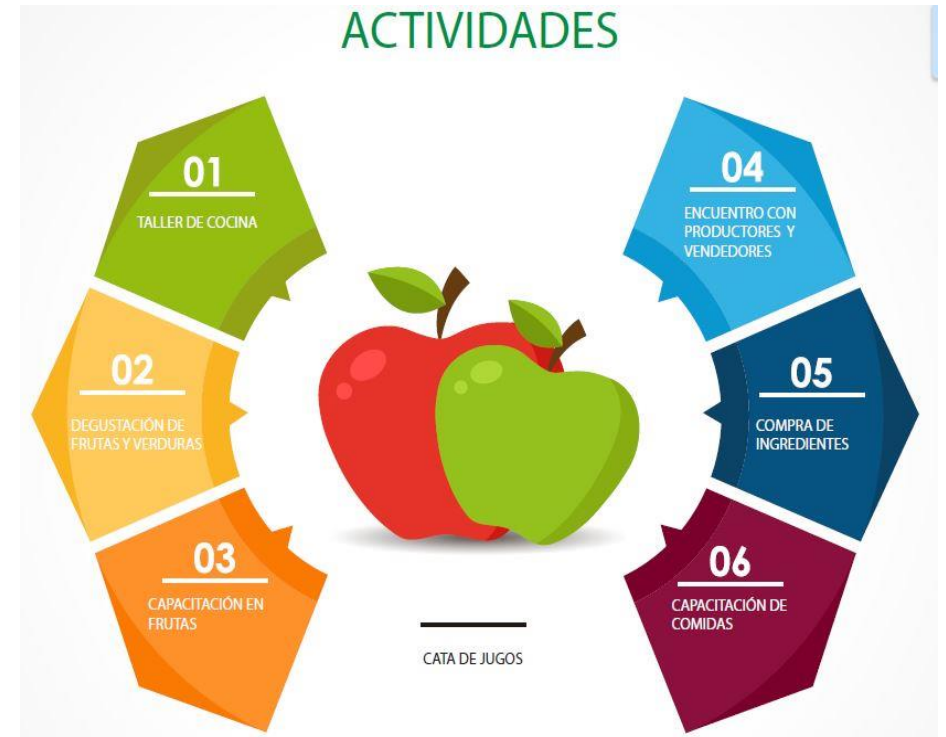 ACTIVIDADES
01
TALLER DE COCINA
02
DEGUSTACIÓN DE
FRUTAS Y VERDURAS
03
CAPACITACIÓN EN
FRUTAS
04
ENCUENTRO CON
PRODUCTORES Y
VENDEDORES
05
COMPRA DE
INGREDIENTES
06
CAPACITACIÓN DE
COMIDAS
CATA DE JUGOS